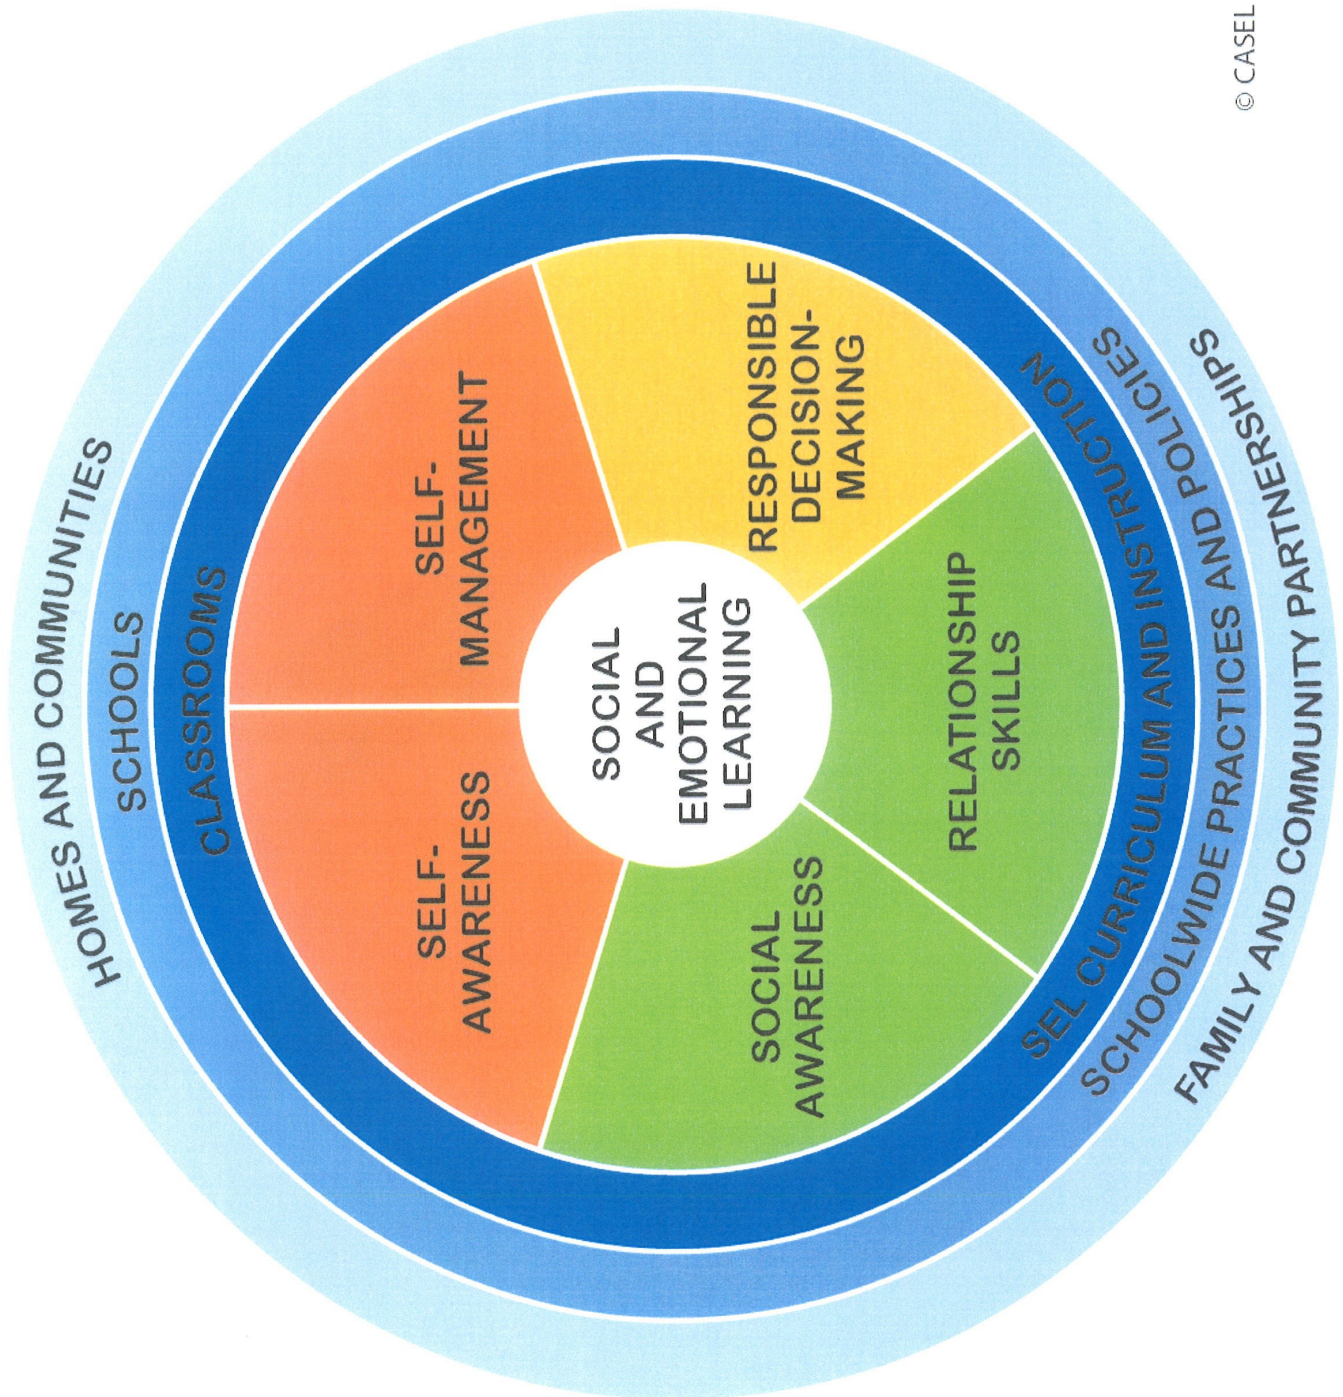 HOMES AND COMMUNITIES
SCHOOLS
CLASSROOMS
SELF-
AWARENESS
SELF-
MANAGEMENT
SOCIAL
AND
EMOTIONAL
LEARNING
SOCIAL
AWARENESS
RESPONSIBLE
DECISION-
MAKING
RELATIONSHIP
SKILLS
SEL CURRICULUM AND INSTRUCTION
SCHOOLWIDE PRACTICES AND POLICIES
FAMILY AND COMMUNITY PARTNERSHIPS
© CASEL